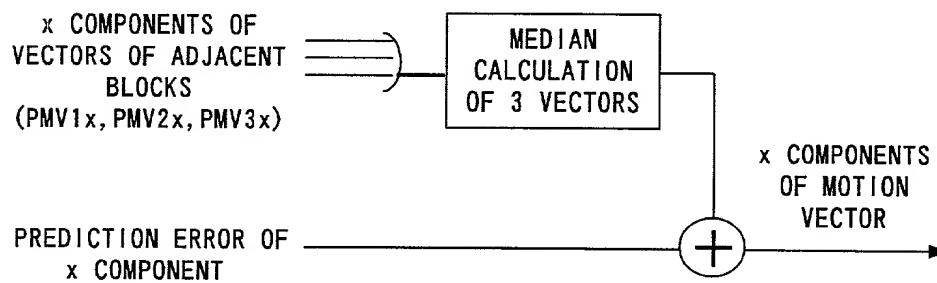 x COMPONENTS OF
VECTORS OF ADJACENT
BLOCKS
(PMV1x, PMV2x, PMV3x)
MEDIAN
CALCULATION
OF 3 VECTORS
x COMPONENTS
OF MOTION
VECTOR
PREDICTION ERROR OF
x COMPONENT
+